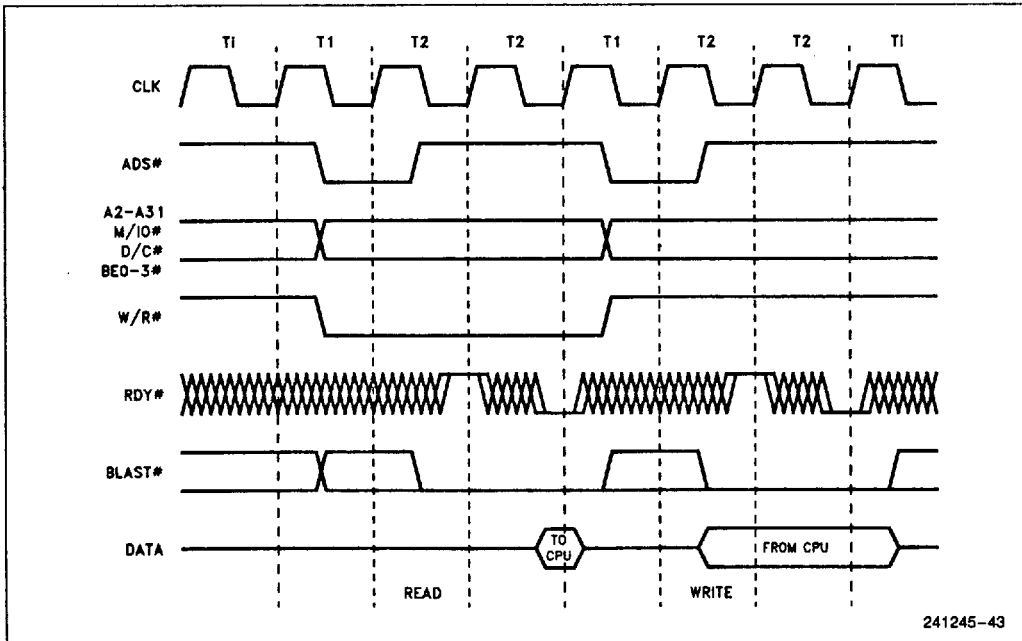 Ti T1 T2 T2 T1 T2 T2 Ti
CLK
ADS#
A2-A31
M/IO#
D/C#
BE0-3#
W/R#
RDY#
BLAST#
DATA
TO
CPU
FROM CPU
READ WRITE
241245-43